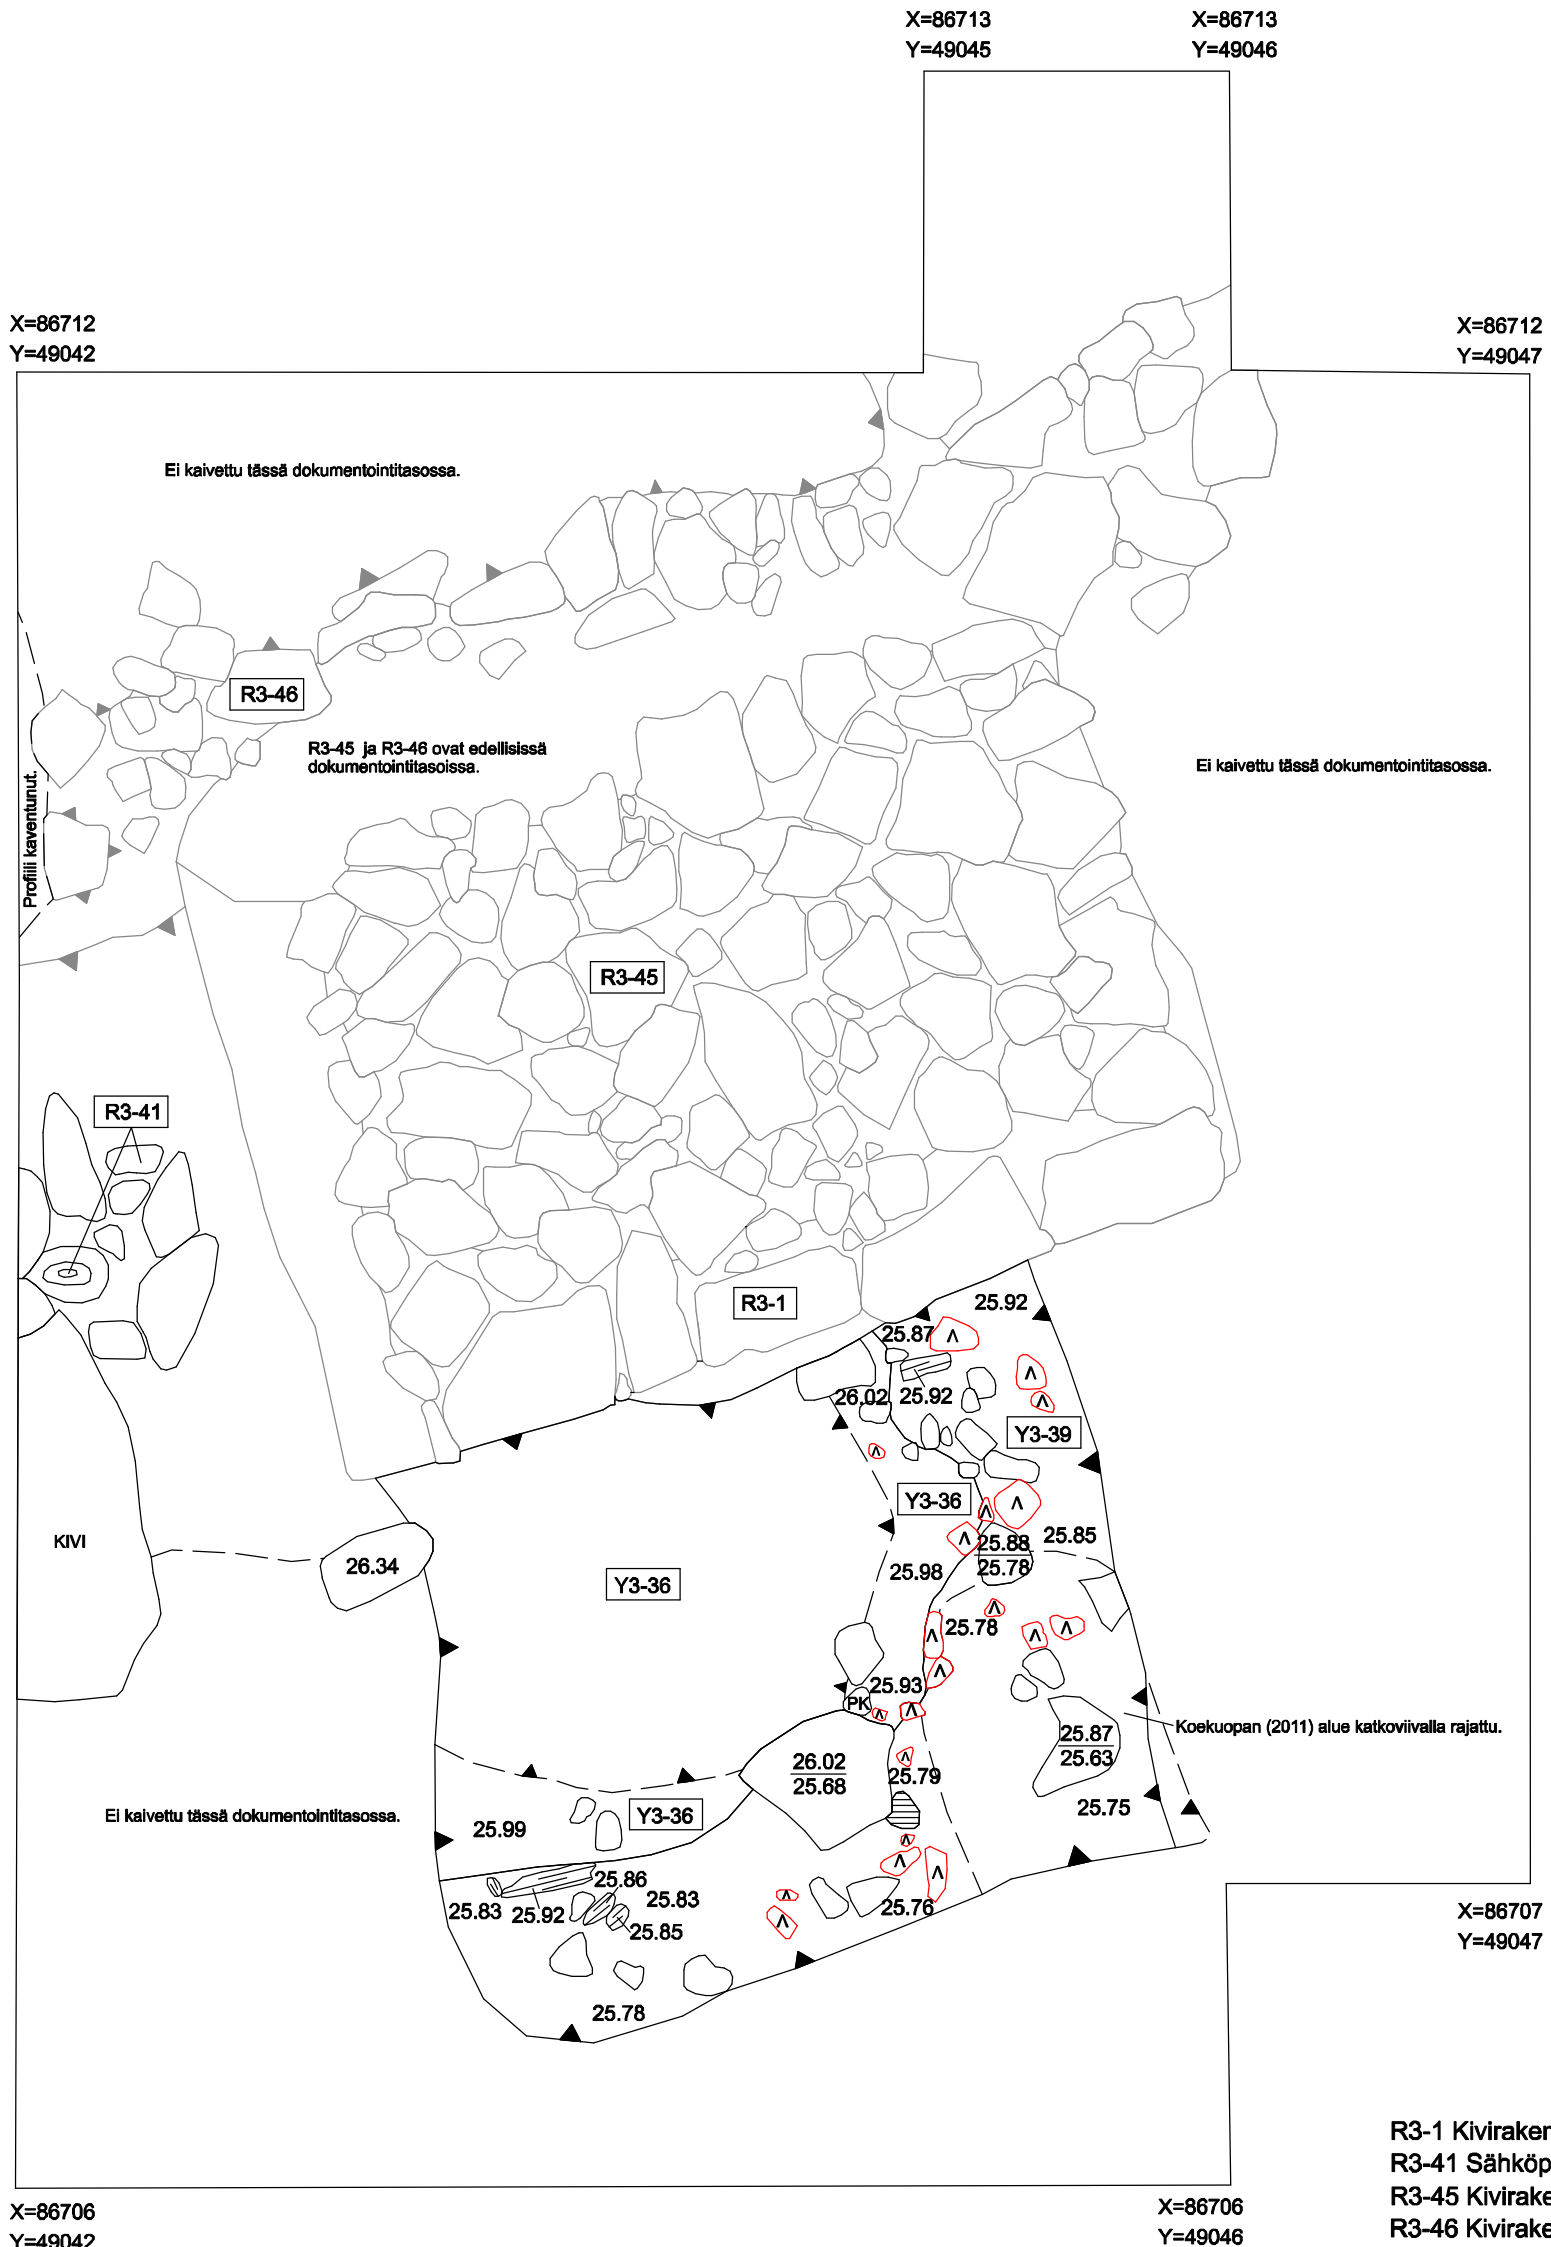 X=86713
Y=49045
X=86713
Y=49046
X=86712
Y=49042
X=86712
Y=49047
Ei kaivettu tässä dokumentointitasossa.
R3-46
R3-45 ja R3-46 ovat edellisissä
dokumentointitasoissa.
Ei kaivettu tässä dokumentointitasossa.
Profiili kaventunut.
R3-45
R3-41
R3-1
25.92
25.87
26.02
25.92
Y3-39
Y3-36
KIVI
26.34
25.88
25.78
25.85
25.98
Y3-36
25.78
25.93
PK
Koekuopan (2011) alue katkoviivalla rajattu.
25.87
25.63
26.02
25.68
25.79
25.75
Ei kaivettu tässä dokumentointitasossa.
Y3-36
25.99
25.86
25.83
25.92
25.83
25.85
25.76
25.78
X=86707
Y=49047
R3-1 Kiviraken
R3-41 Sähköp
R3-45 Kivirake
R3-46 Kivirake
X=86706
Y=49042
X=86706
Y=49046